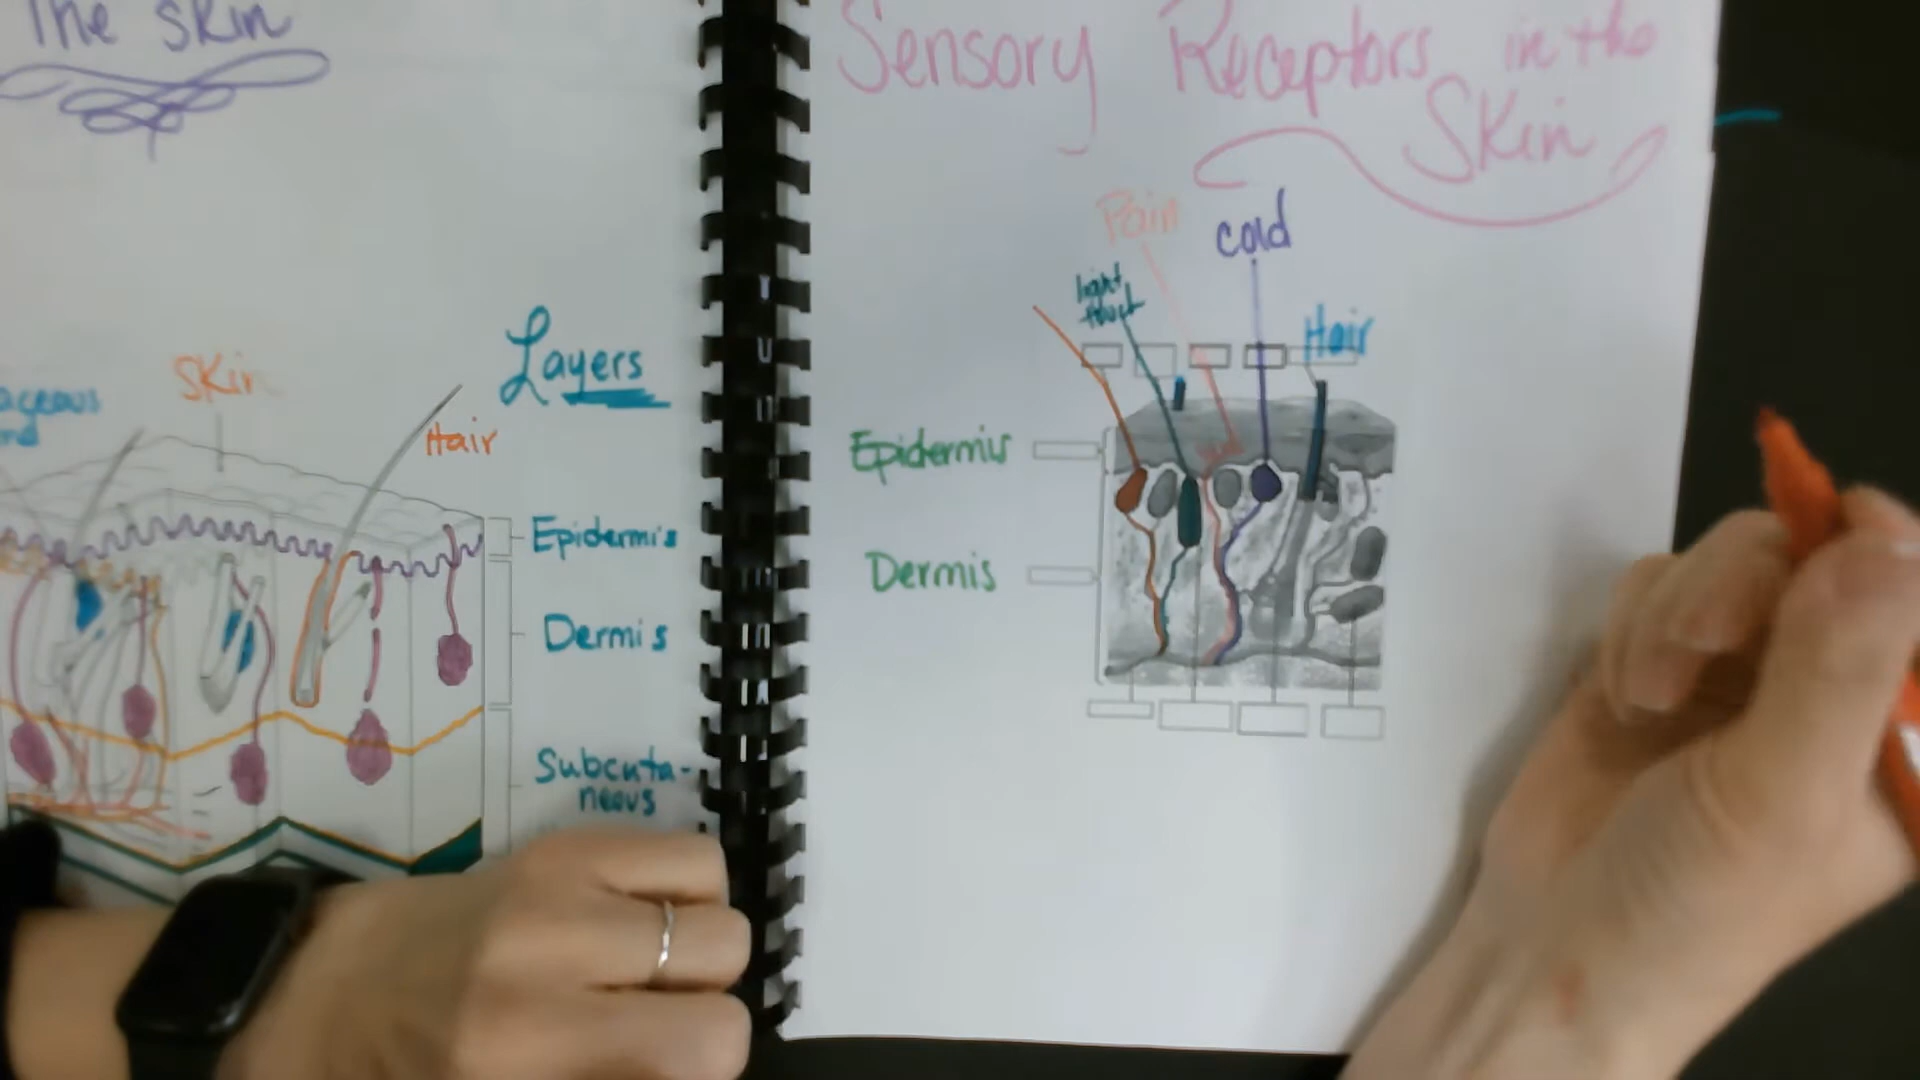 The Skin
Skin
Layers
Hair
Epidermis
Dermis
Subcuta-
neous
Sensory Receptors in the
Skin
Pain
cold
light
touch
Hair
Epidermis
Dermis